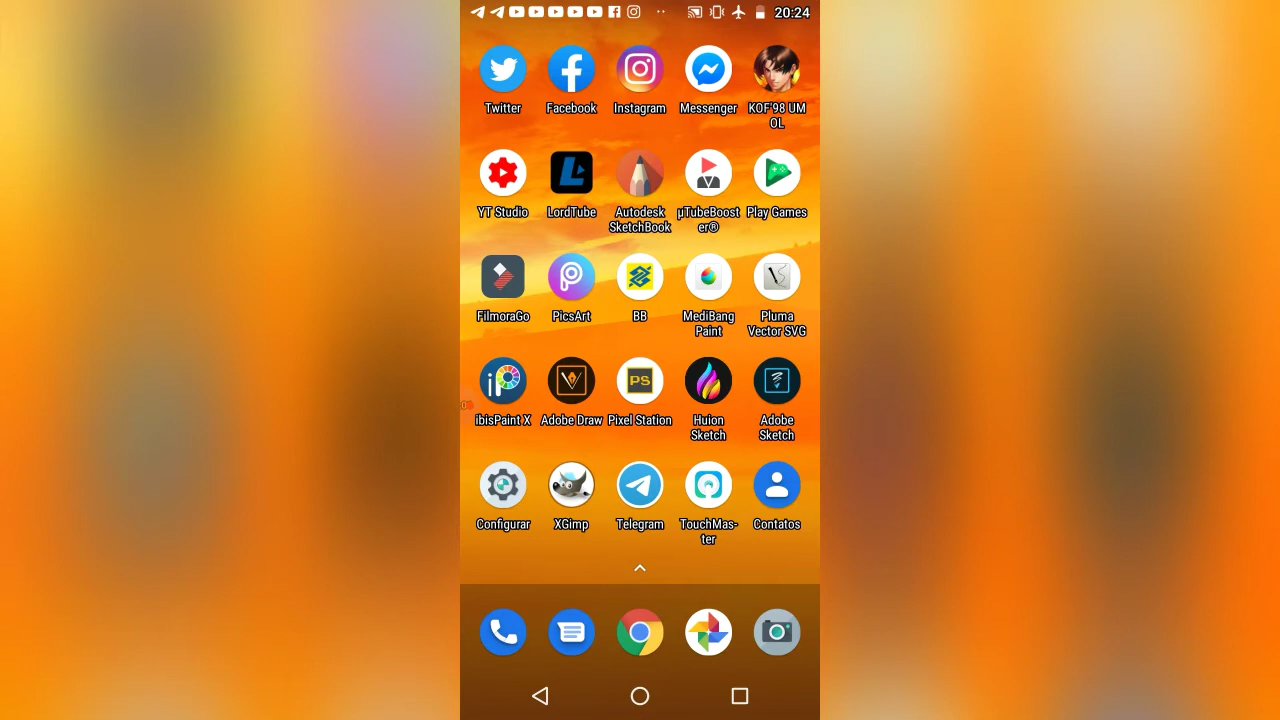 20:24
Twitter
Facebook
Instagram
Messenger
KOF'98 UM
OL
YT Studio
LordTube
Autodesk
SketchBook
µTubeBoost
er®
Play Games
FilmoraGo
PicsArt
BB
MediBang
Paint
Pluma
Vector SVG
PS
ibisPaint X
Adobe Draw
Pixel Station
Huion
Sketch
Adobe
Sketch
Configurar
XGimp
Telegram
TouchMas-
ter
Contatos